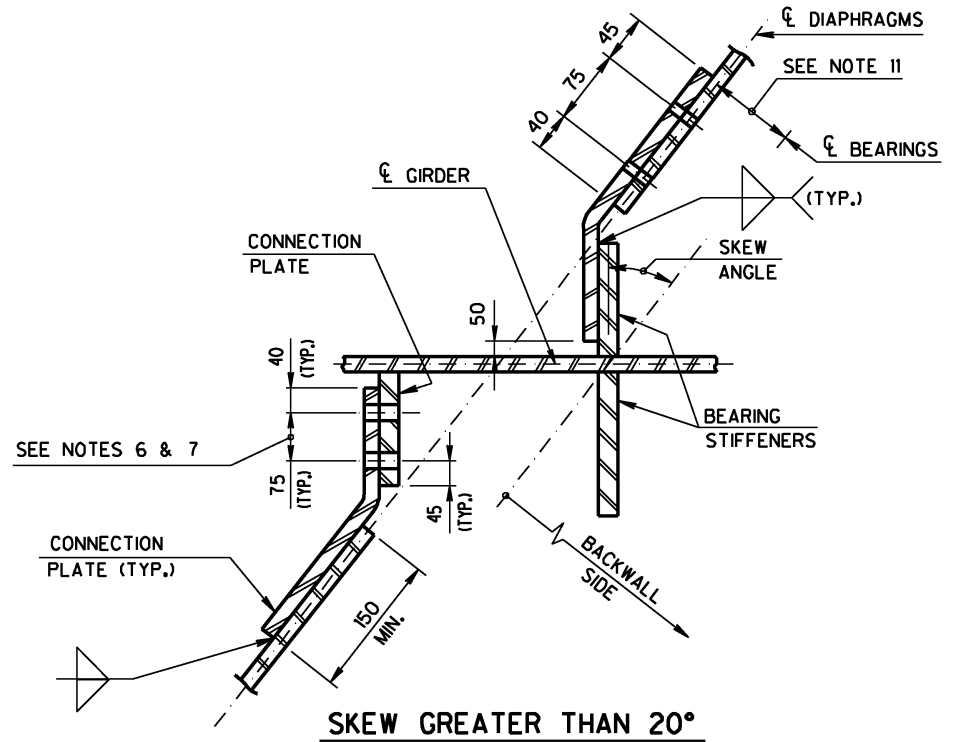 ℄ DIAPHRAGMS
SEE NOTE 11
℄ BEARINGS
45
75
40
℄ GIRDER
(TYP.)
CONNECTION
PLATE
SKEW
ANGLE
50
40
(TYP.)
BEARING
STIFFENERS
SEE NOTES 6 & 7
75
(TYP.)
45
(TYP.)
CONNECTION
PLATE (TYP.)
BACKWALL
SIDE
150
MIN.
SKEW GREATER THAN 20°